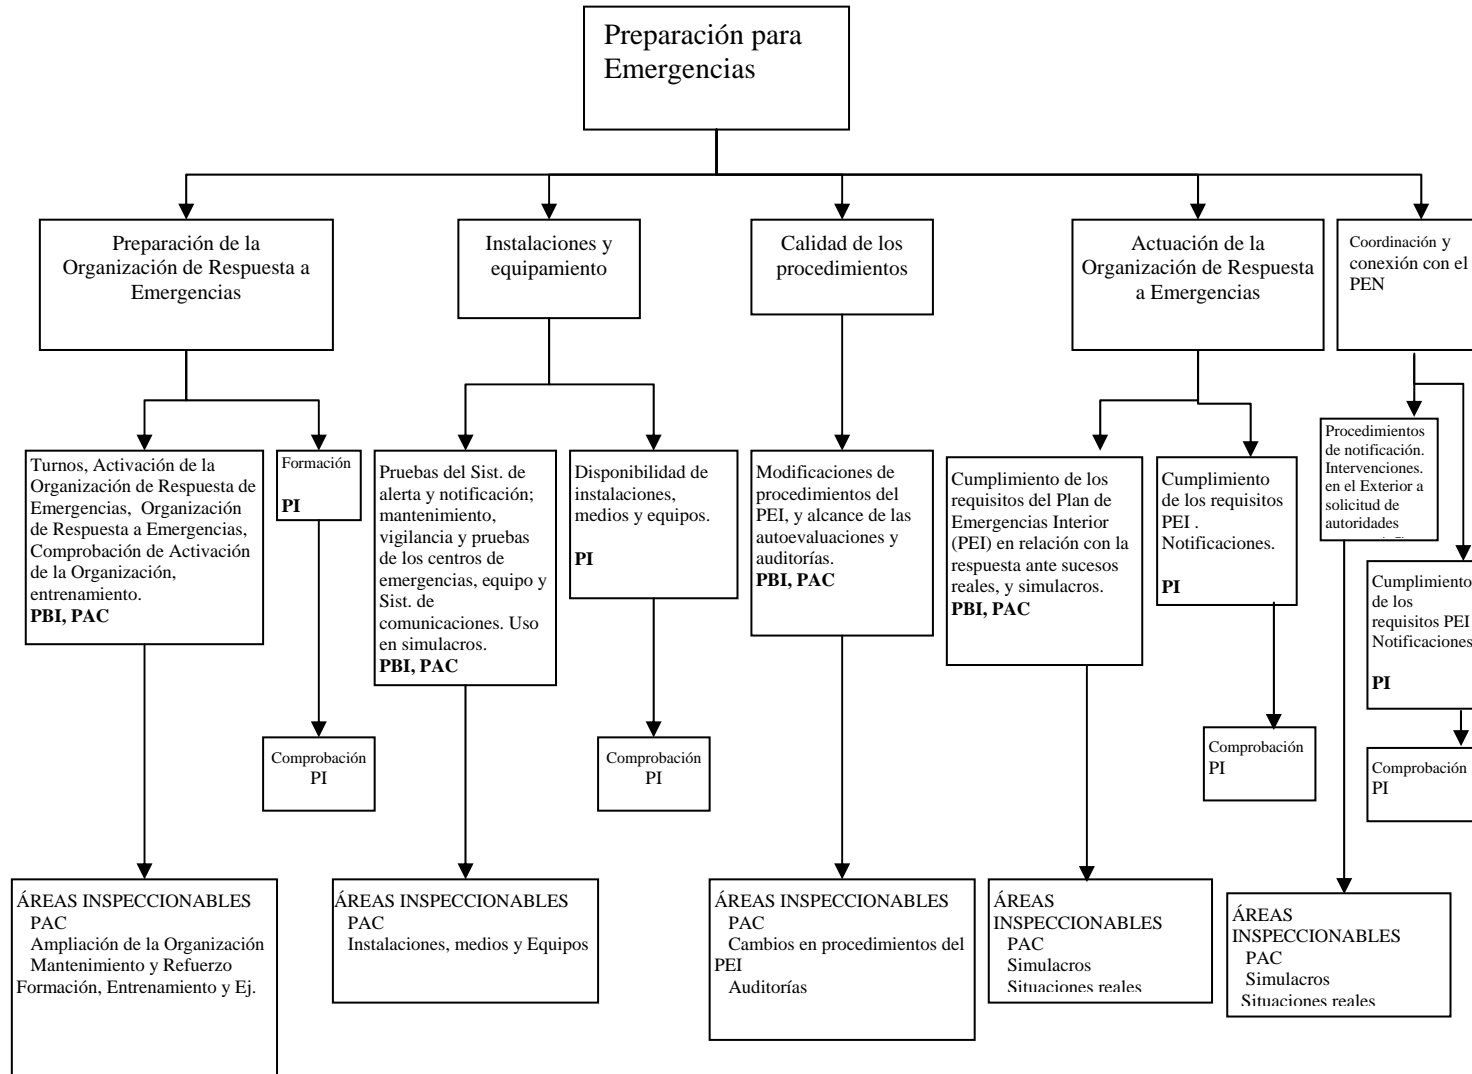 Preparación para
Emergencias
Preparación de la
Organización de Respuesta a
Emergencias
Instalaciones y
equipamiento
Calidad de los
procedimientos
Actuación de la
Organización de Respuesta
a Emergencias
Coordinación y
conexión con el
PEN
Turnos, Activación de la
Organización de Respuesta de
Emergencias, Organización
de Respuesta a Emergencias,
Comprobación de Activación
de la Organización,
entrenamiento.
PBI, PAC
Formación
PI
Pruebas del Sist. de
alerta y notificación;
mantenimiento,
vigilancia y pruebas
de los centros de
emergencias, equipo y
Sist. de
comunicaciones. Uso
en simulacros.
PBI, PAC
Disponibilidad de
instalaciones,
medios y equipos.
PI
Modificaciones de
procedimientos del
PEI, y alcance de las
autoevaluaciones y
auditorías.
PBI, PAC
Cumplimiento de los
requisitos del Plan de
Emergencias Interior
(PEI) en relación con la
respuesta ante sucesos
reales, y simulacros.
PBI, PAC
Cumplimiento
de los requisitos
PEI .
Notificaciones.
PI
Procedimientos
de notificación.
Intervenciones.
en el Exterior a
solicitud de
autoridades
Cumplimiento
de los
requisitos PEI
Notificaciones
PI
Comprobación
PI
Comprobación
PI
Comprobación
PI
Comprobación
PI
ÁREAS INSPECCIONABLES
PAC
Ampliación de la Organización
Mantenimiento y Refuerzo
Formación, Entrenamiento y Ej.
ÁREAS INSPECCIONABLES
PAC
Instalaciones, medios y Equipos
ÁREAS INSPECCIONABLES
PAC
Cambios en procedimientos del
PEI
Auditorías
ÁREAS
INSPECCIONABLES
PAC
Simulacros
Situaciones reales
ÁREAS
INSPECCIONABLES
PAC
Simulacros
Situaciones reales